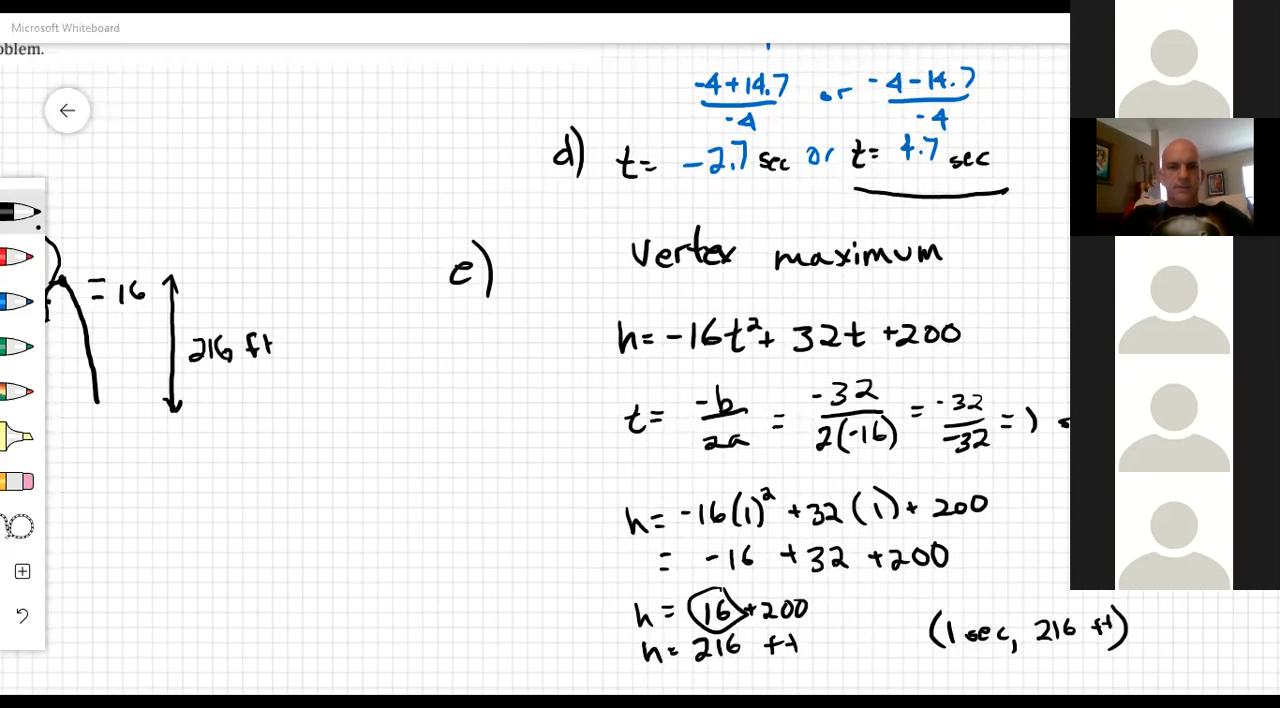 Microsoft Whiteboard
oblem.
-4+14.7 or -4-14.7
-4 -4
d) t= -2.7 sec or t= 4.7 sec
e) Vertex maximum
= 16
216 ft
h= -16t²+ 32t +200
t= -b/2a = -32/2(-16) = -32/-32 = 1
h= -16(1)² +32(1)+ 200
= -16 +32 +200
h= 16+200
h= 216 ft
(1 sec, 216 ft)